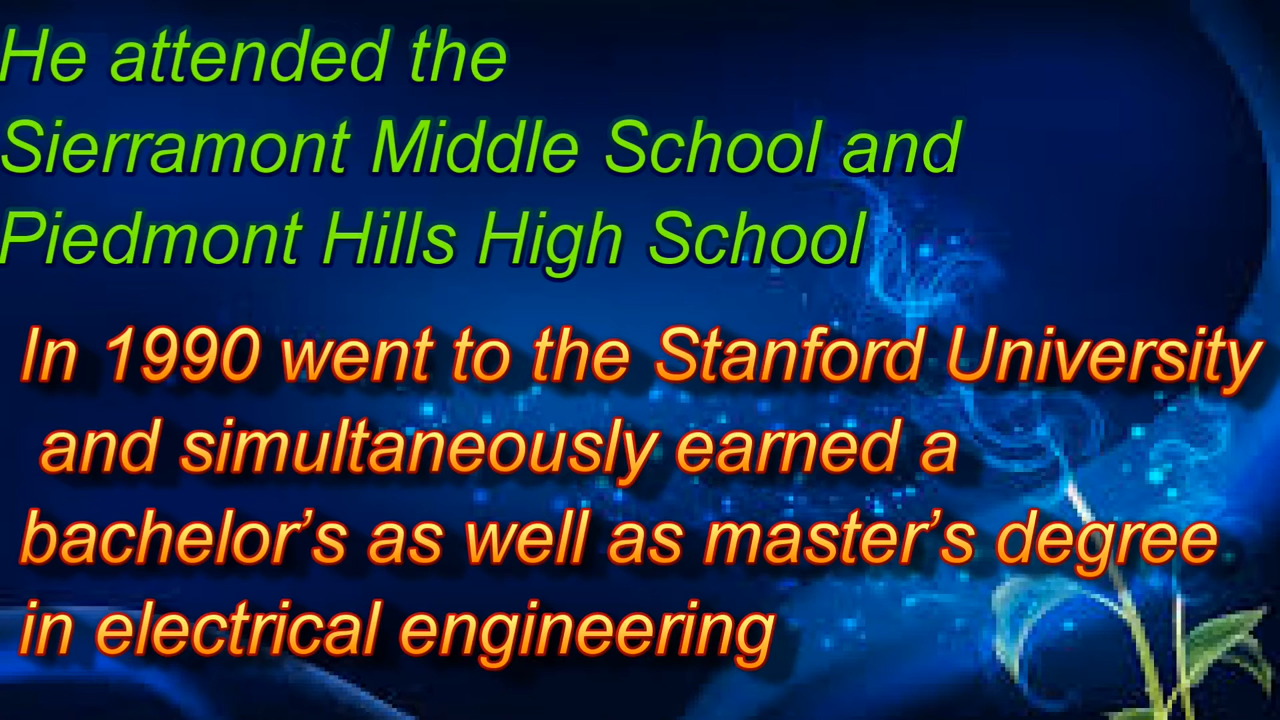 He attended the
Sierramont Middle School and
Piedmont Hills High School
In 1990 went to the Stanford University
and simultaneously earned a
bachelor’s as well as master’s degree
in electrical engineering